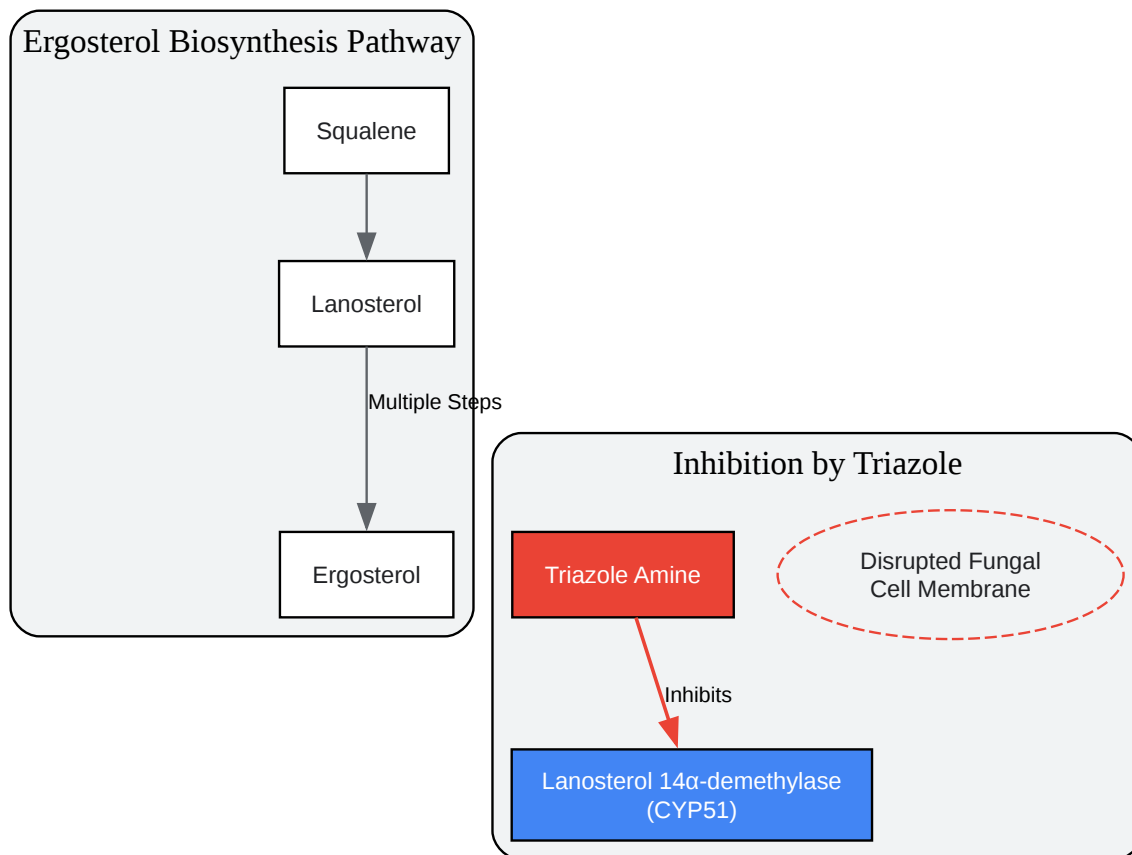 Ergosterol Biosynthesis Pathway
Squalene
Lanosterol
Multiple Steps
Ergosterol
Inhibition by Triazole
Triazole Amine
Disrupted Fungal
Cell Membrane
Inhibits
Lanosterol 14α-demethylase
(CYP51)